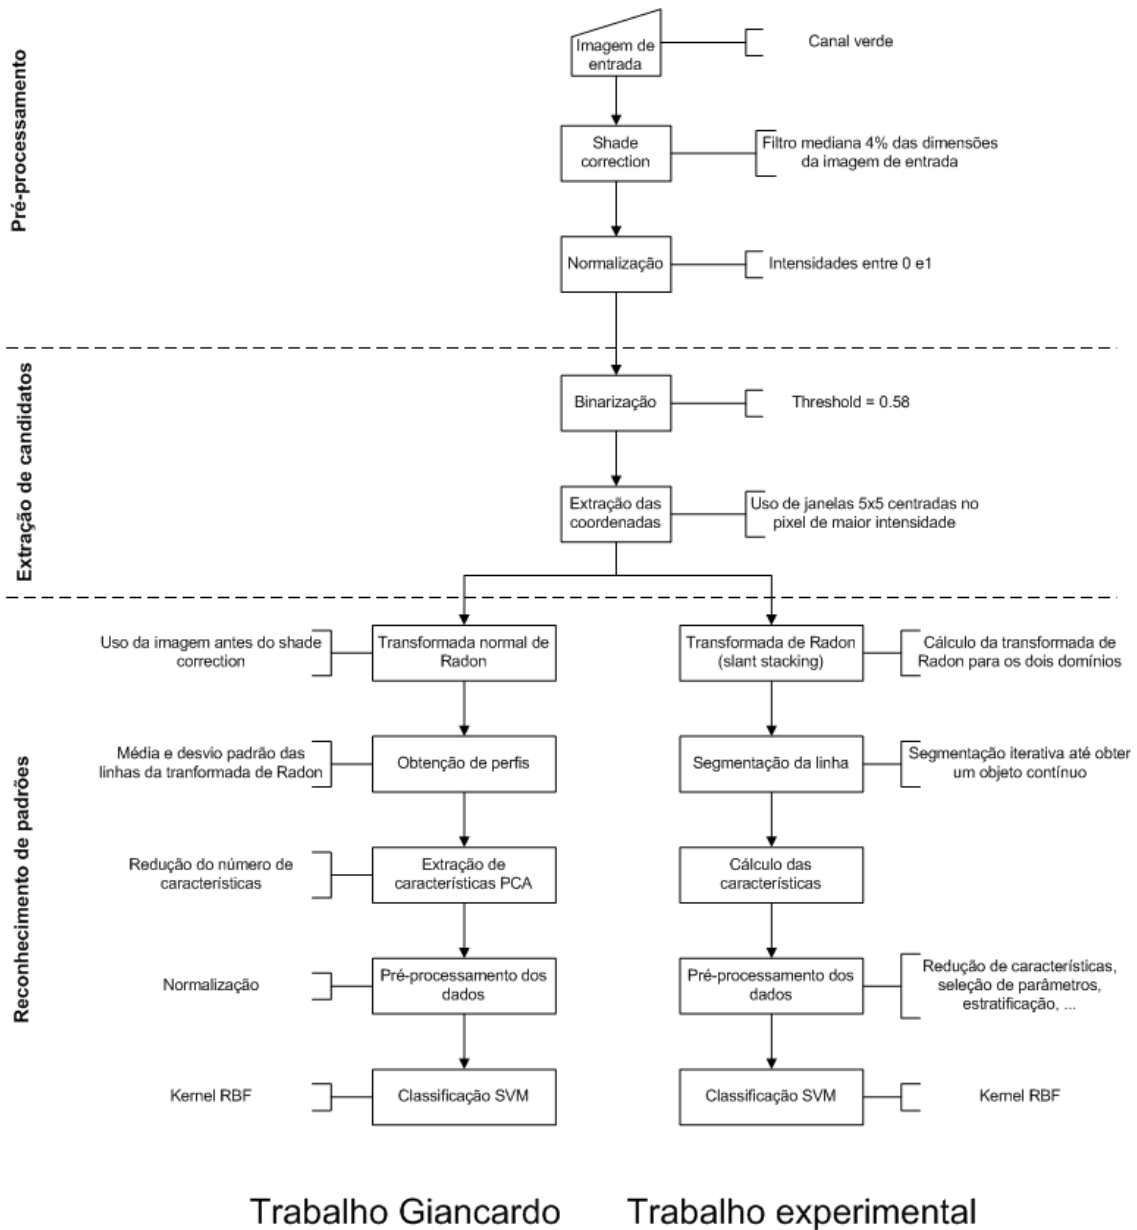 Pré-processamento
Imagem de
entrada
Canal verde
Shade
correction
Filtro mediana 4% das dimensões
da imagem de entrada
Normalização
Intensidades entre 0 e1
Extração de candidatos
Binarização
Threshold = 0.58
Extração das
coordenadas
Uso de janelas 5x5 centradas no
pixel de maior intensidade
Reconhecimento de padrões
Uso da imagem antes do shade
correction
Transformada normal de
Radon
Transformada de Radon
(slant stacking)
Cálculo da transformada de
Radon para os dois domínios
Média e desvio padrão das
linhas da tranformada de Radon
Obtenção de perfis
Segmentação da linha
Segmentação iterativa até obter
um objeto contínuo
Redução do número de
características
Extração de
características PCA
Cálculo das
características
Normalização
Pré-processamento dos
dados
Pré-processamento dos
dados
Redução de características,
seleção de parâmetros,
estratificação, ...
Kernel RBF
Classificação SVM
Classificação SVM
Kernel RBF
Trabalho Giancardo
Trabalho experimental